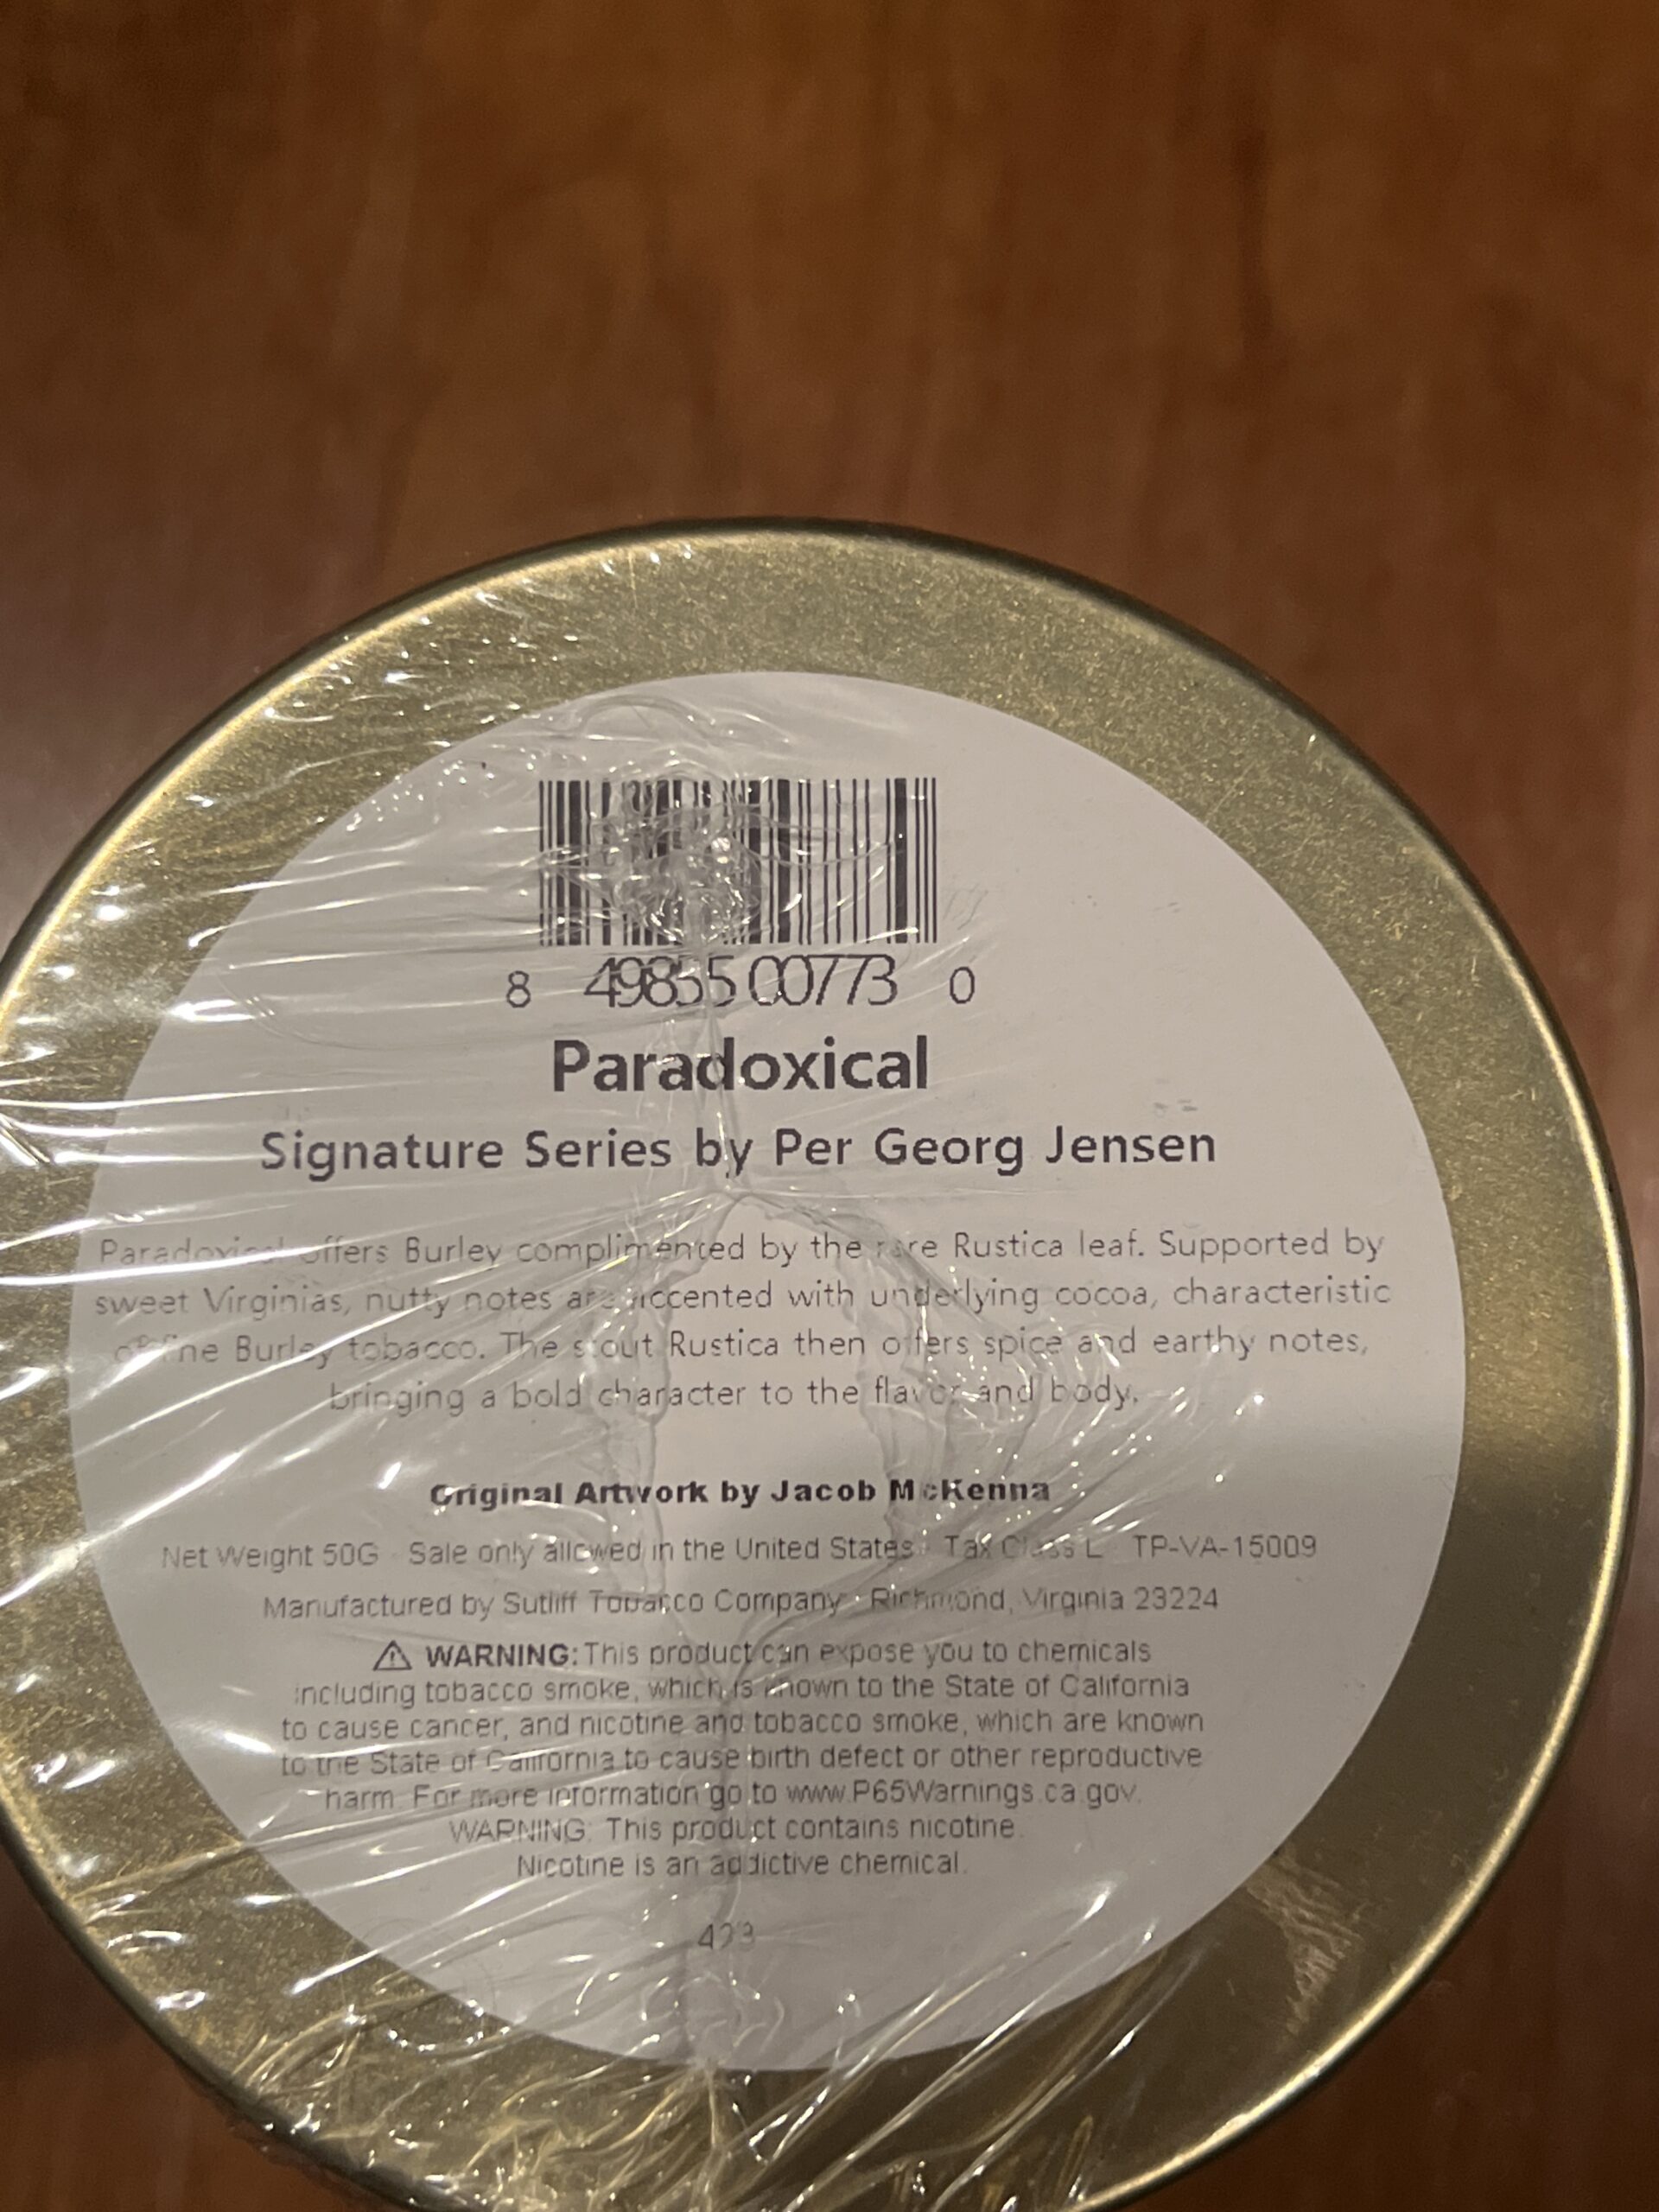 8 49855 00773 0
Paradoxical
Signature Series by Per Georg Jensen
Paradoxical offers Burley complimented by the rare Rustica leaf. Supported by
sweet Virginias, nutty notes are accented with underlying cocoa, characteristic
of fine Burley tobacco. The stout Rustica then offers spice and earthy notes,
bringing a bold character to the flavor and body.
Original Artwork by Jacob McKenna
Net Weight 50G · Sale only allowed in the United States · Tax Class L TP-VA-15009
Manufactured by Sutliff Tobacco Company · Richmond, Virginia 23224
⚠ WARNING: This product can expose you to chemicals
including tobacco smoke, which is known to the State of California
to cause cancer, and nicotine and tobacco smoke, which are known
to the State of California to cause birth defect or other reproductive
harm. For more information go to www.P65Warnings.ca.gov.
WARNING: This product contains nicotine.
Nicotine is an addictive chemical.